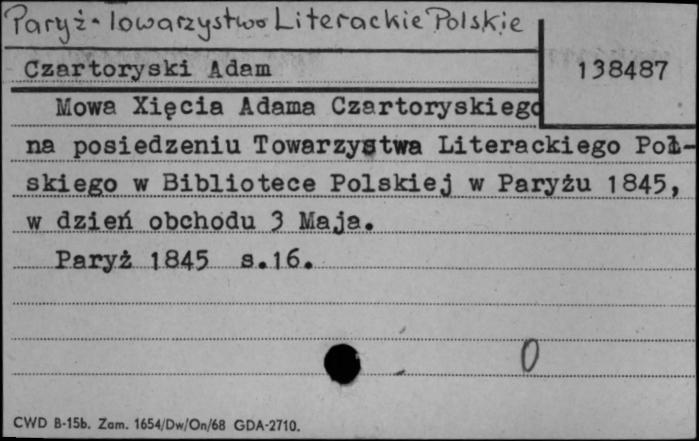 Paryż - Towarzystwo Literackie Polskie
Czartoryski Adam
138487
Mowa Xięcia Adama Czartoryskiego
na posiedzeniu Towarzystwa Literackiego Pol-
skiego w Bibliotece Polskiej w Paryżu 1845,
w dzień obchodu 3 Maja.
Paryż 1845 s.16.
0
CWD B-15b. Zam. 1654/Dw/On/68 GDA-2710.